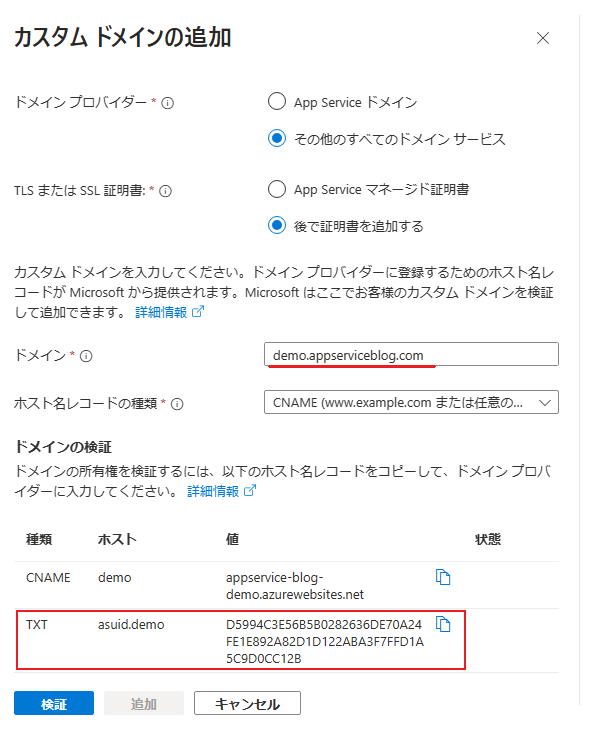 カスタム ドメインの追加
ドメイン プロバイダー *
App Service ドメイン
その他のすべてのドメイン サービス
TLS または SSL 証明書: *
App Service マネージド証明書
後で証明書を追加する
カスタム ドメインを入力してください。ドメイン プロバイダーに登録するためのホスト名レ
コードが Microsoft から提供されます。Microsoft はここでお客様のカスタム ドメインを検証
して追加できます。 詳細情報
ドメイン *
demo.appserviceblog.com
ホスト名レコードの種類 *
CNAME (www.example.com または任意の...
ドメインの検証
ドメインの所有権を検証するには、以下のホスト名レコードをコピーして、ドメイン プロバ
イダーに入力してください。 詳細情報
種類 ホスト 値 状態
CNAME demo appservice-blog-
demo.azurewebsites.net
TXT asuid.demo D5994C3E56B5B0282636DE70A24
FE1E892A82D1D122ABA3F7FFD1A
5C9D0CC12B
検証 追加 キャンセル